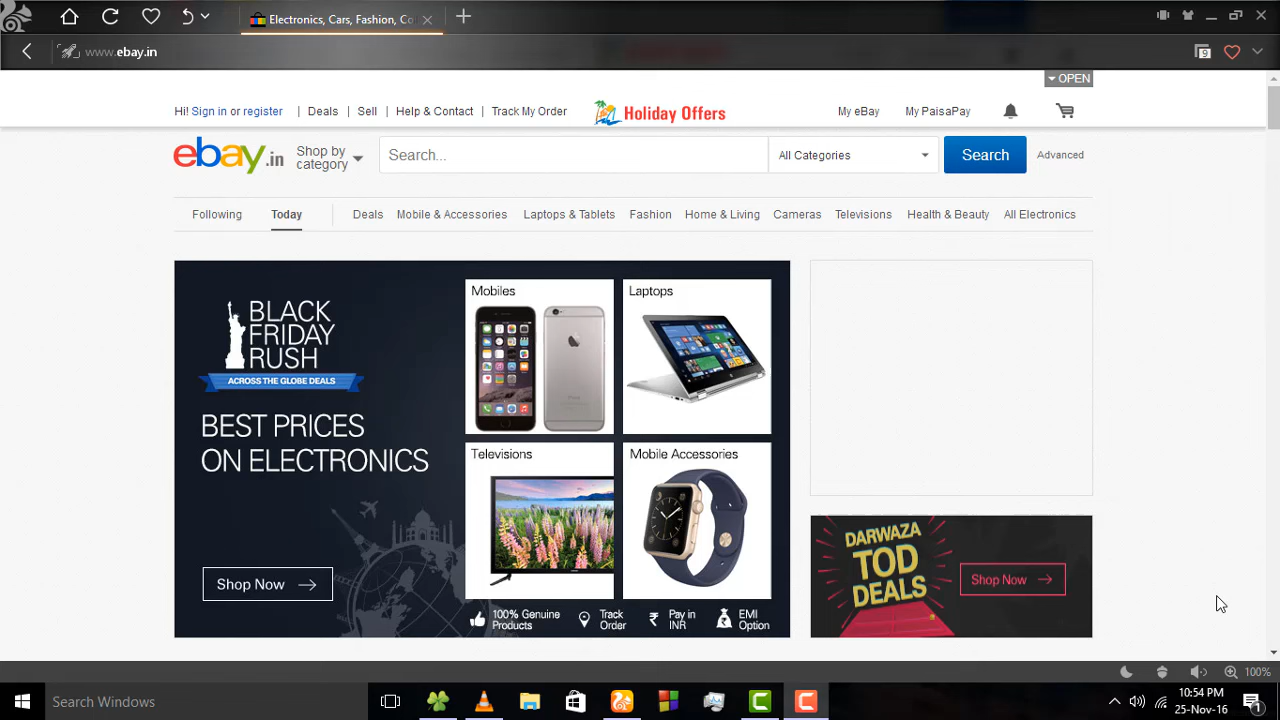 Electronics, Cars, Fashion, Co
www.ebay.in
9
OPEN
Hi! Sign in or register
Deals
Sell
Help & Contact
Track My Order
Holiday Offers
My eBay
My PaisaPay
ebay.in
Shop by
category
Search...
All Categories
Search
Advanced
Following
Today
Deals
Mobile & Accessories
Laptops & Tablets
Fashion
Home & Living
Cameras
Televisions
Health & Beauty
All Electronics
BLACK
FRIDAY
RUSH
ACROSS THE GLOBE DEALS
BEST PRICES
ON ELECTRONICS
Shop Now
Mobiles
Laptops
Televisions
Mobile Accessories
100% Genuine
Products
Track
Order
₹
Pay in
INR
EMI
Option
DARWAZA
TOD
DEALS
Shop Now
100%
Search Windows
10:54 PM
25-Nov-16
1